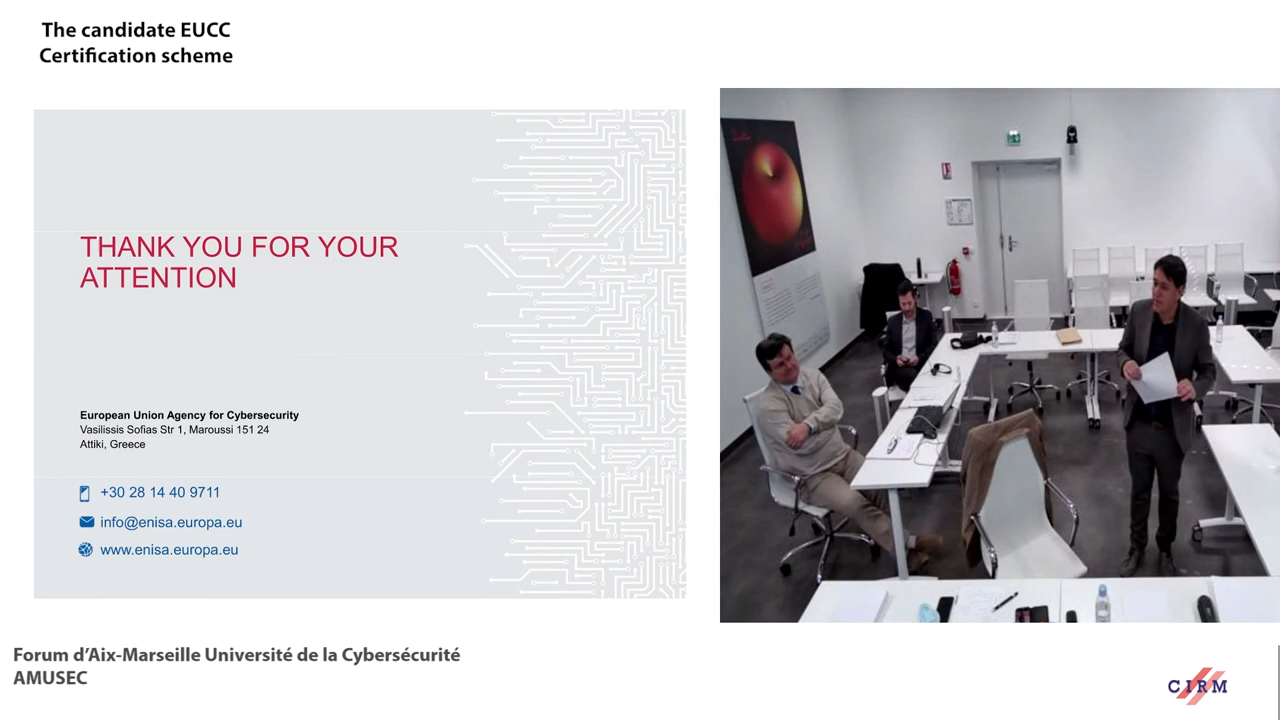 The candidate EUCC
Certification scheme
THANK YOU FOR YOUR
ATTENTION
European Union Agency for Cybersecurity
Vasilissis Sofias Str 1, Maroussi 151 24
Attiki, Greece
+30 28 14 40 9711
info@enisa.europa.eu
www.enisa.europa.eu
Forum d'Aix-Marseille Université de la Cybersécurité
AMUSEC
CIRM